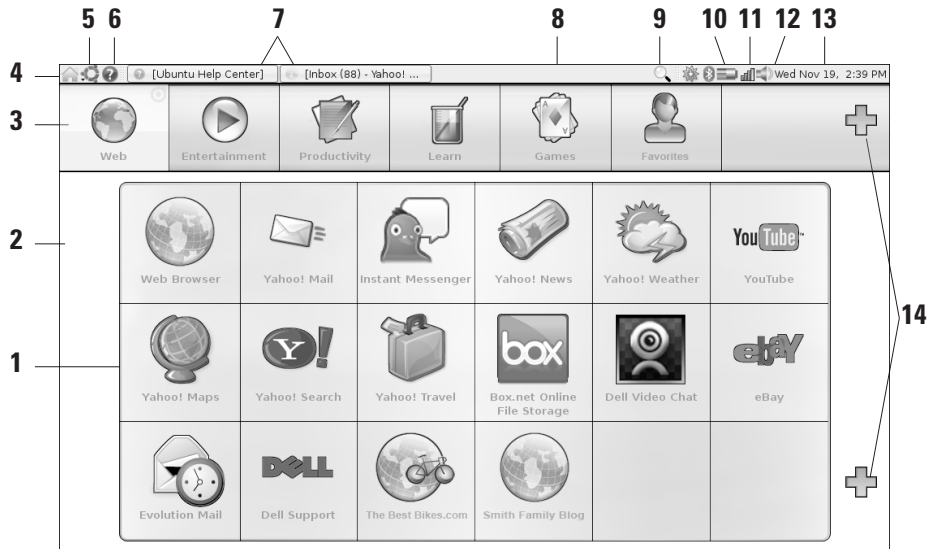 5 6 7 8 9 10 11 12 13
4 [Ubuntu Help Center] [Inbox (88) - Yahoo! ... Wed Nov 19, 2:39 PM
3
Web Entertainment Productivity Learn Games Favorites
2
You Tube™
Web Browser Yahoo! Mail Instant Messenger Yahoo! News Yahoo! Weather YouTube
14
1
Y! box ebaY
Yahoo! Maps Yahoo! Search Yahoo! Travel Box.net Online Dell Video Chat eBay
File Storage
DELL
Evolution Mail Dell Support The Best Bikes.com Smith Family Blog